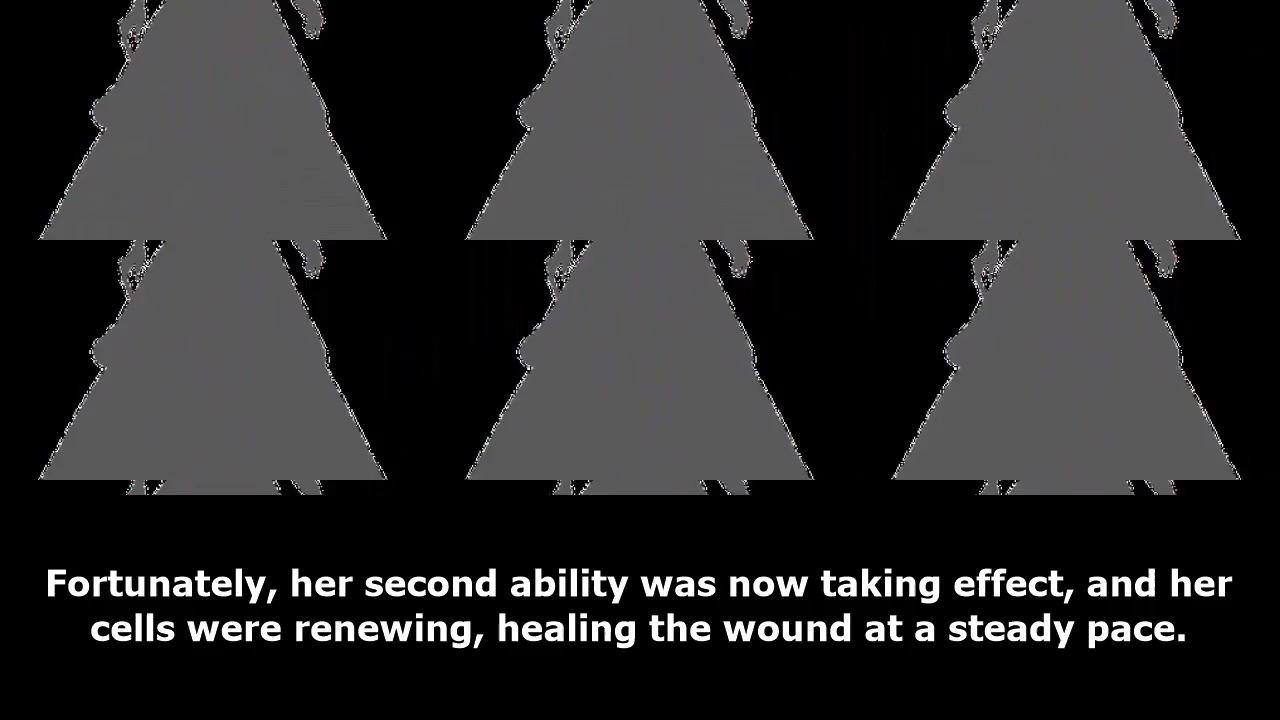 Fortunately, her second ability was now taking effect, and her
cells were renewing, healing the wound at a steady pace.